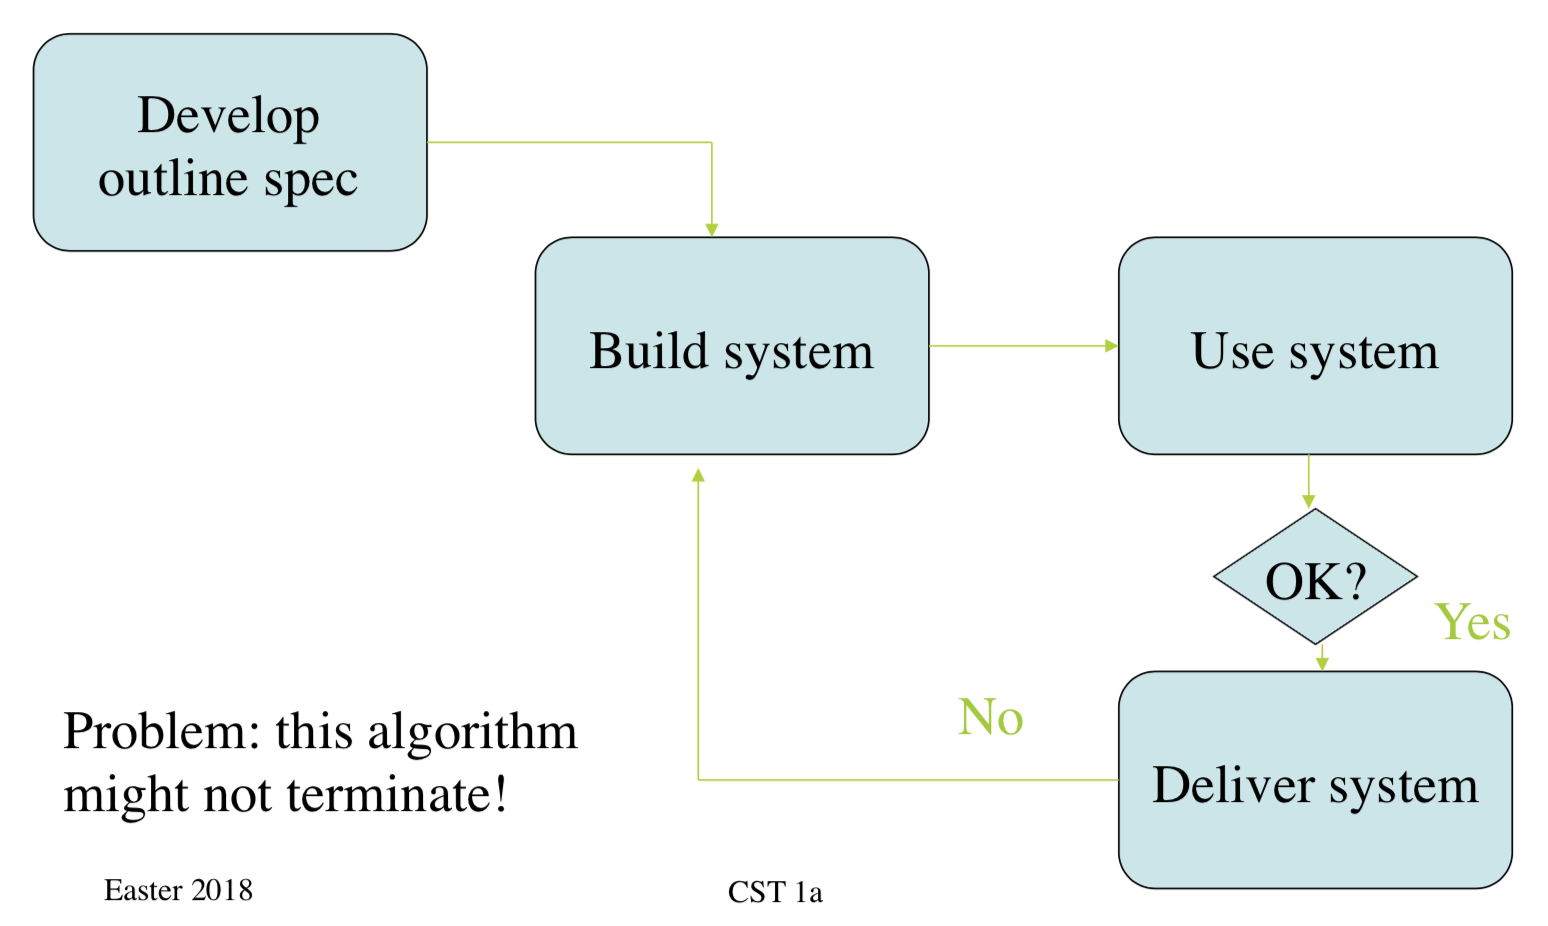 Develop
outline spec
Build system
Use system
OK?
Yes
No
Deliver system
Problem: this algorithm
might not terminate!
Easter 2018
CST 1a